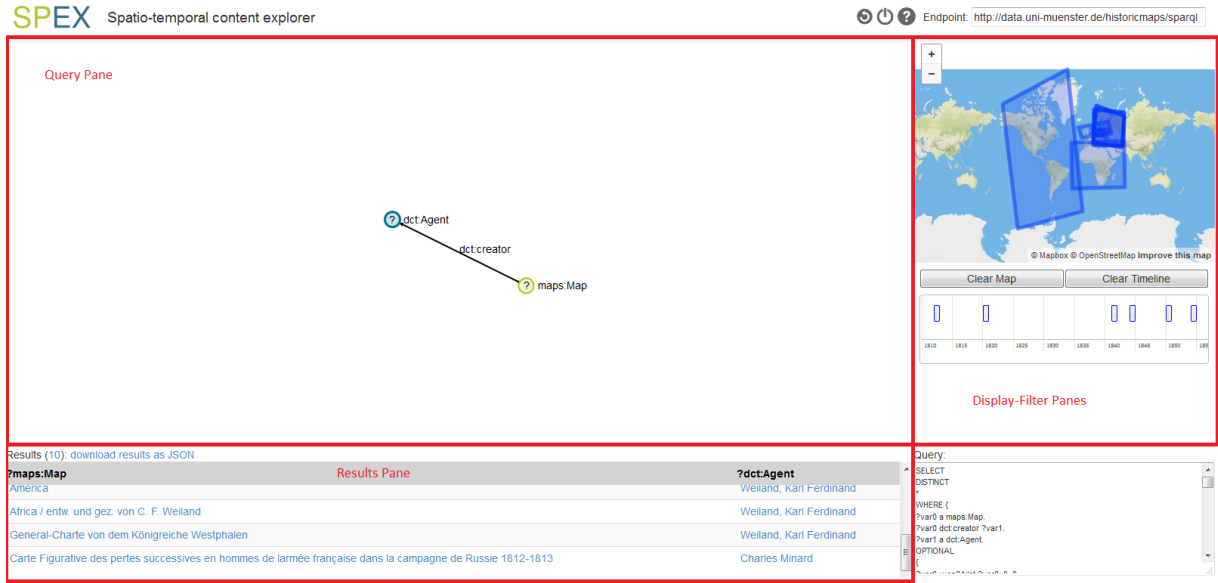 SPEX Spatio-temporal content explorer
? Endpoint: http://data.uni-muenster.de/historicmaps/sparql
Query Pane
+
−
? dct:Agent
dct:creator
? maps:Map
© Mapbox © OpenStreetMap Improve this map
Clear Map Clear Timeline
1810 1815 1820 1825 1830 1835 1840 1845 1850 185
Display-Filter Panes
Results (10): download results as JSON
?maps:Map Results Pane ?dct:Agent
America Weiland, Karl Ferdinand
Africa / entw. und gez. von C. F. Weiland Weiland, Karl Ferdinand
General-Charte von dem Königreiche Westphalen Weiland, Karl Ferdinand
Carte Figurative des pertes successives en hommes de larmée française dans la campagne de Russie 1812-1813 Charles Minard
Query:
SELECT
DISTINCT
*
WHERE {
?var0 a maps:Map.
?var0 dct:creator ?var1.
?var1 a dct:Agent.
OPTIONAL
{